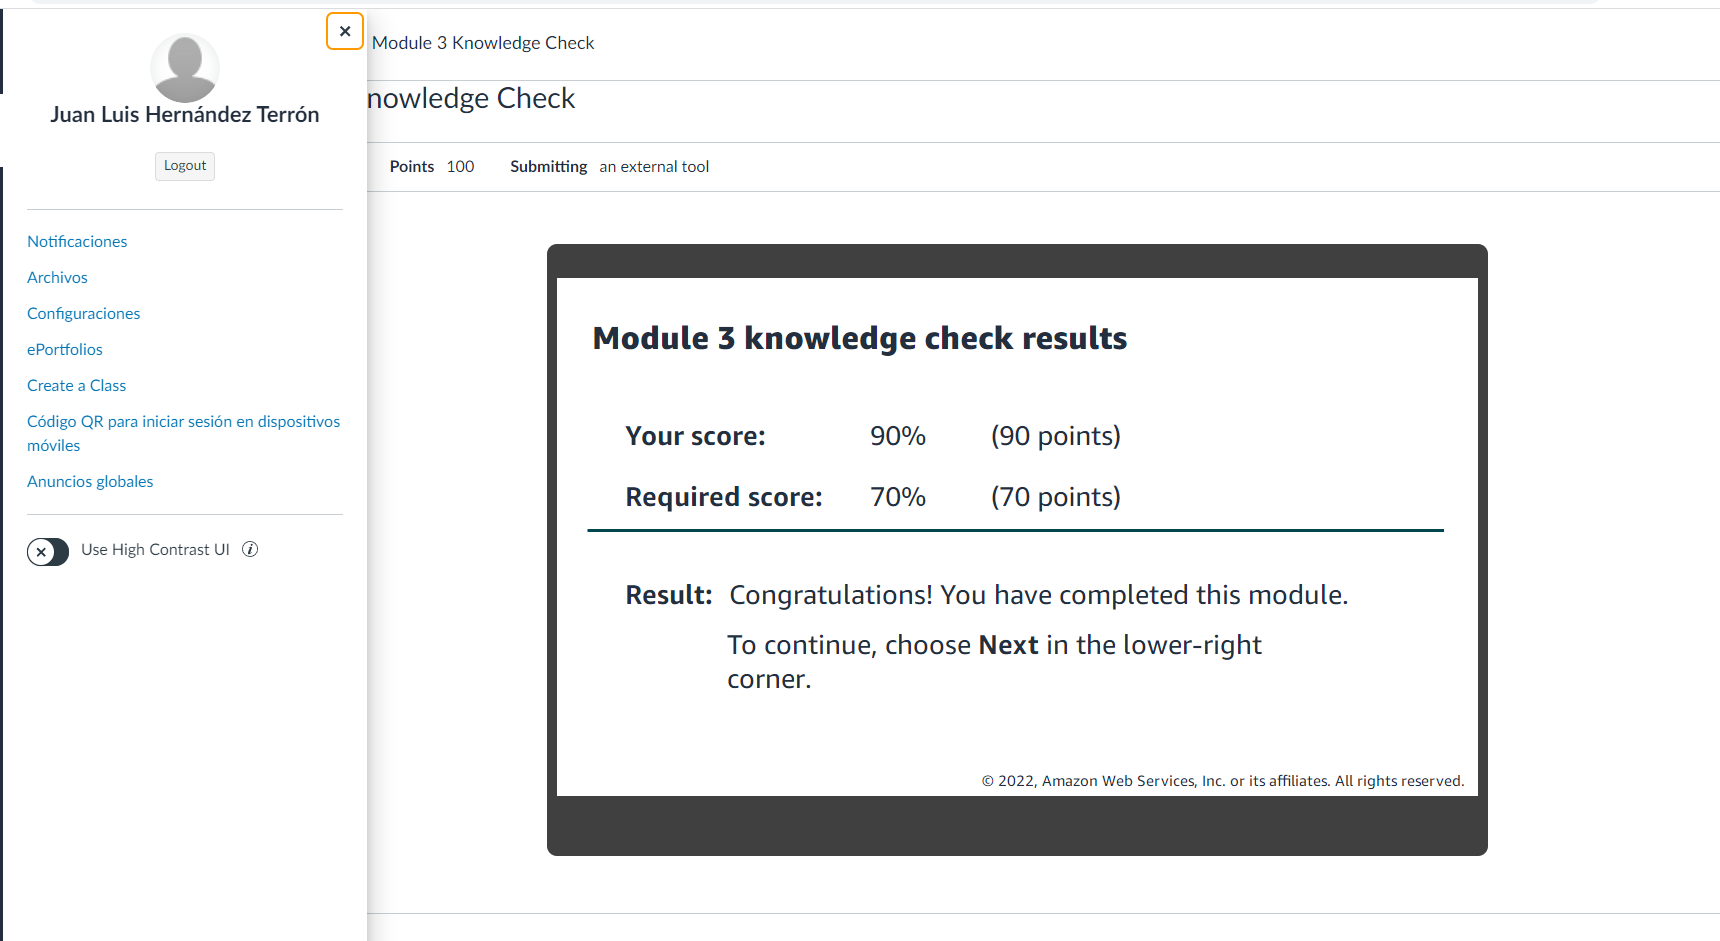 Juan Luis Hernández Terrón
Logout
Notificaciones
Archivos
Configuraciones
ePortfolios
Create a Class
Código QR para iniciar sesión en dispositivos
móviles
Anuncios globales
Use High Contrast UI
Module 3 Knowledge Check
nowledge Check
Points 100 Submitting an external tool
Module 3 knowledge check results
Your score: 90% (90 points)
Required score: 70% (70 points)
Result: Congratulations! You have completed this module.
To continue, choose Next in the lower-right
corner.
© 2022, Amazon Web Services, Inc. or its affiliates. All rights reserved.